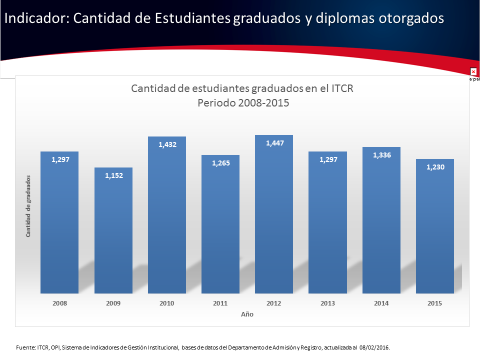 Indicador: Cantidad de Estudiantes graduados y diplomas otorgados
Cantidad de estudiantes graduados en el ITCR
Periodo 2008-2015
1,297
1,152
1,432
1,265
1,447
1,297
1,336
1,230
Cantidad de graduados
2008 2009 2010 2011 2012 2013 2014 2015
Año
Fuente: ITCR, OPI, Sistema de Indicadores de Gestión Institucional, bases de datos del Departamento de Admisión y Registro, actualizada al 08/02/2016.